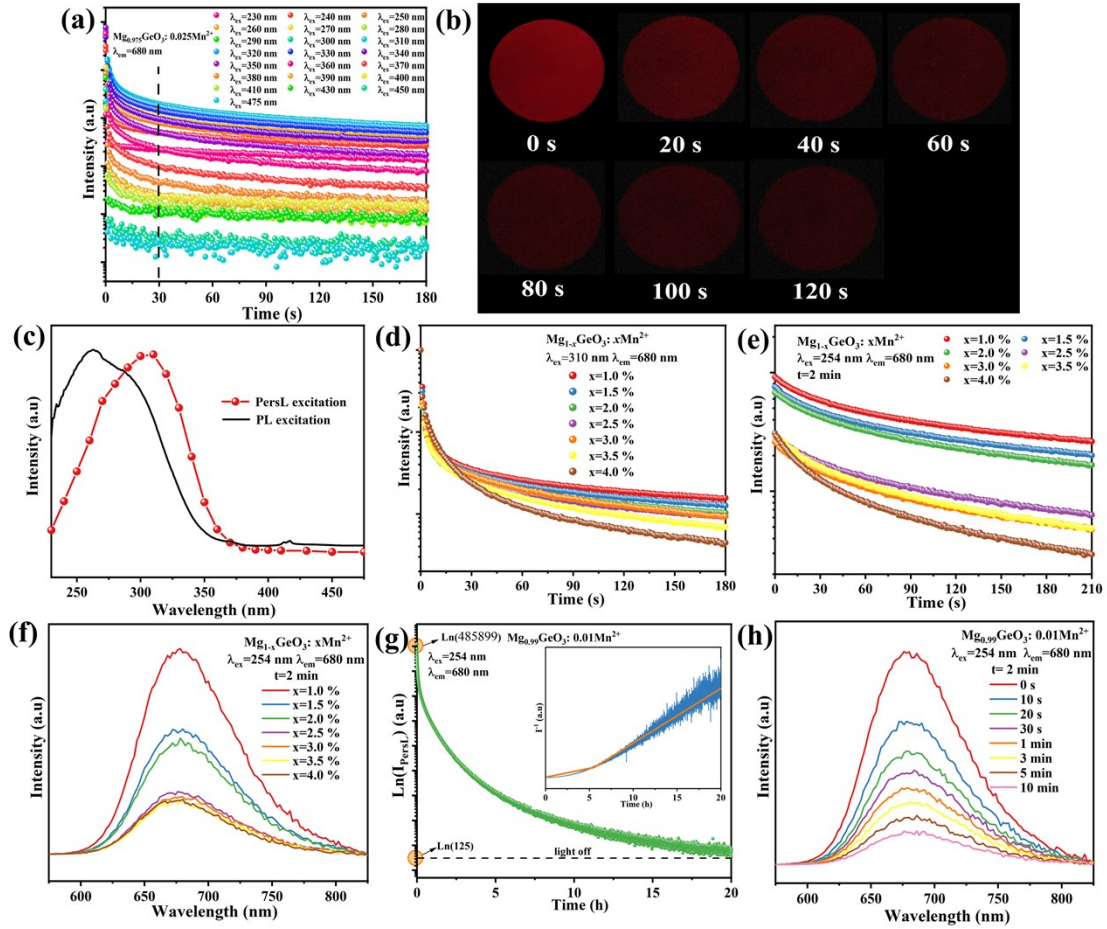 (a)
Mg0.975GeO3: 0.025Mn2+
λem=680 nm
λex=230 nm λex=240 nm λex=250 nm
λex=260 nm λex=270 nm λex=280 nm
λex=290 nm λex=300 nm λex=310 nm
λex=320 nm λex=330 nm λex=340 nm
λex=350 nm λex=360 nm λex=370 nm
λex=380 nm λex=390 nm λex=400 nm
λex=410 nm λex=430 nm λex=450 nm
λex=475 nm
Intensity (a.u)
0 30 60 90 120 150 180
Time (s)
(b)
0 s 20 s 40 s 60 s
80 s 100 s 120 s
(c)
PersL excitation
PL excitation
Intensity (a.u)
250 300 350 400 450
Wavelength (nm)
(d)
Mg1-xGeO3: xMn2+
λex=310 nm λem=680 nm
x=1.0 %
x=1.5 %
x=2.0 %
x=2.5 %
x=3.0 %
x=3.5 %
x=4.0 %
Intensity (a.u)
0 30 60 90 120 150 180
Time (s)
(e)
Mg1-xGeO3: xMn2+
λex=254 nm λem=680 nm
t=2 min
x=1.0 % x=1.5 %
x=2.0 % x=2.5 %
x=3.0 % x=3.5 %
x=4.0 %
Intensity (a.u)
0 30 60 90 120 150 180 210
Time (s)
(f)
Mg1-xGeO3: xMn2+
λex=254 nm λem=680 nm
t=2 min
x=1.0 %
x=1.5 %
x=2.0 %
x=2.5 %
x=3.0 %
x=3.5 %
x=4.0 %
Intensity (a.u)
600 650 700 750 800
Wavelength (nm)
(g)
Ln(485899) Mg0.99GeO3: 0.01Mn2+
λex=254 nm
λem=680 nm
I-1 (a.u)
0 5 10 15 20
Time (h)
Ln(125)
light off
Ln(IPersL) (a.u)
0 5 10 15 20
Time (h)
(h)
Mg0.99GeO3: 0.01Mn2+
λex=254 nm λem=680 nm
t= 2 min
0 s
10 s
20 s
30 s
1 min
3 min
5 min
10 min
Intensity (a.u)
600 650 700 750 800
Wavelength (nm)